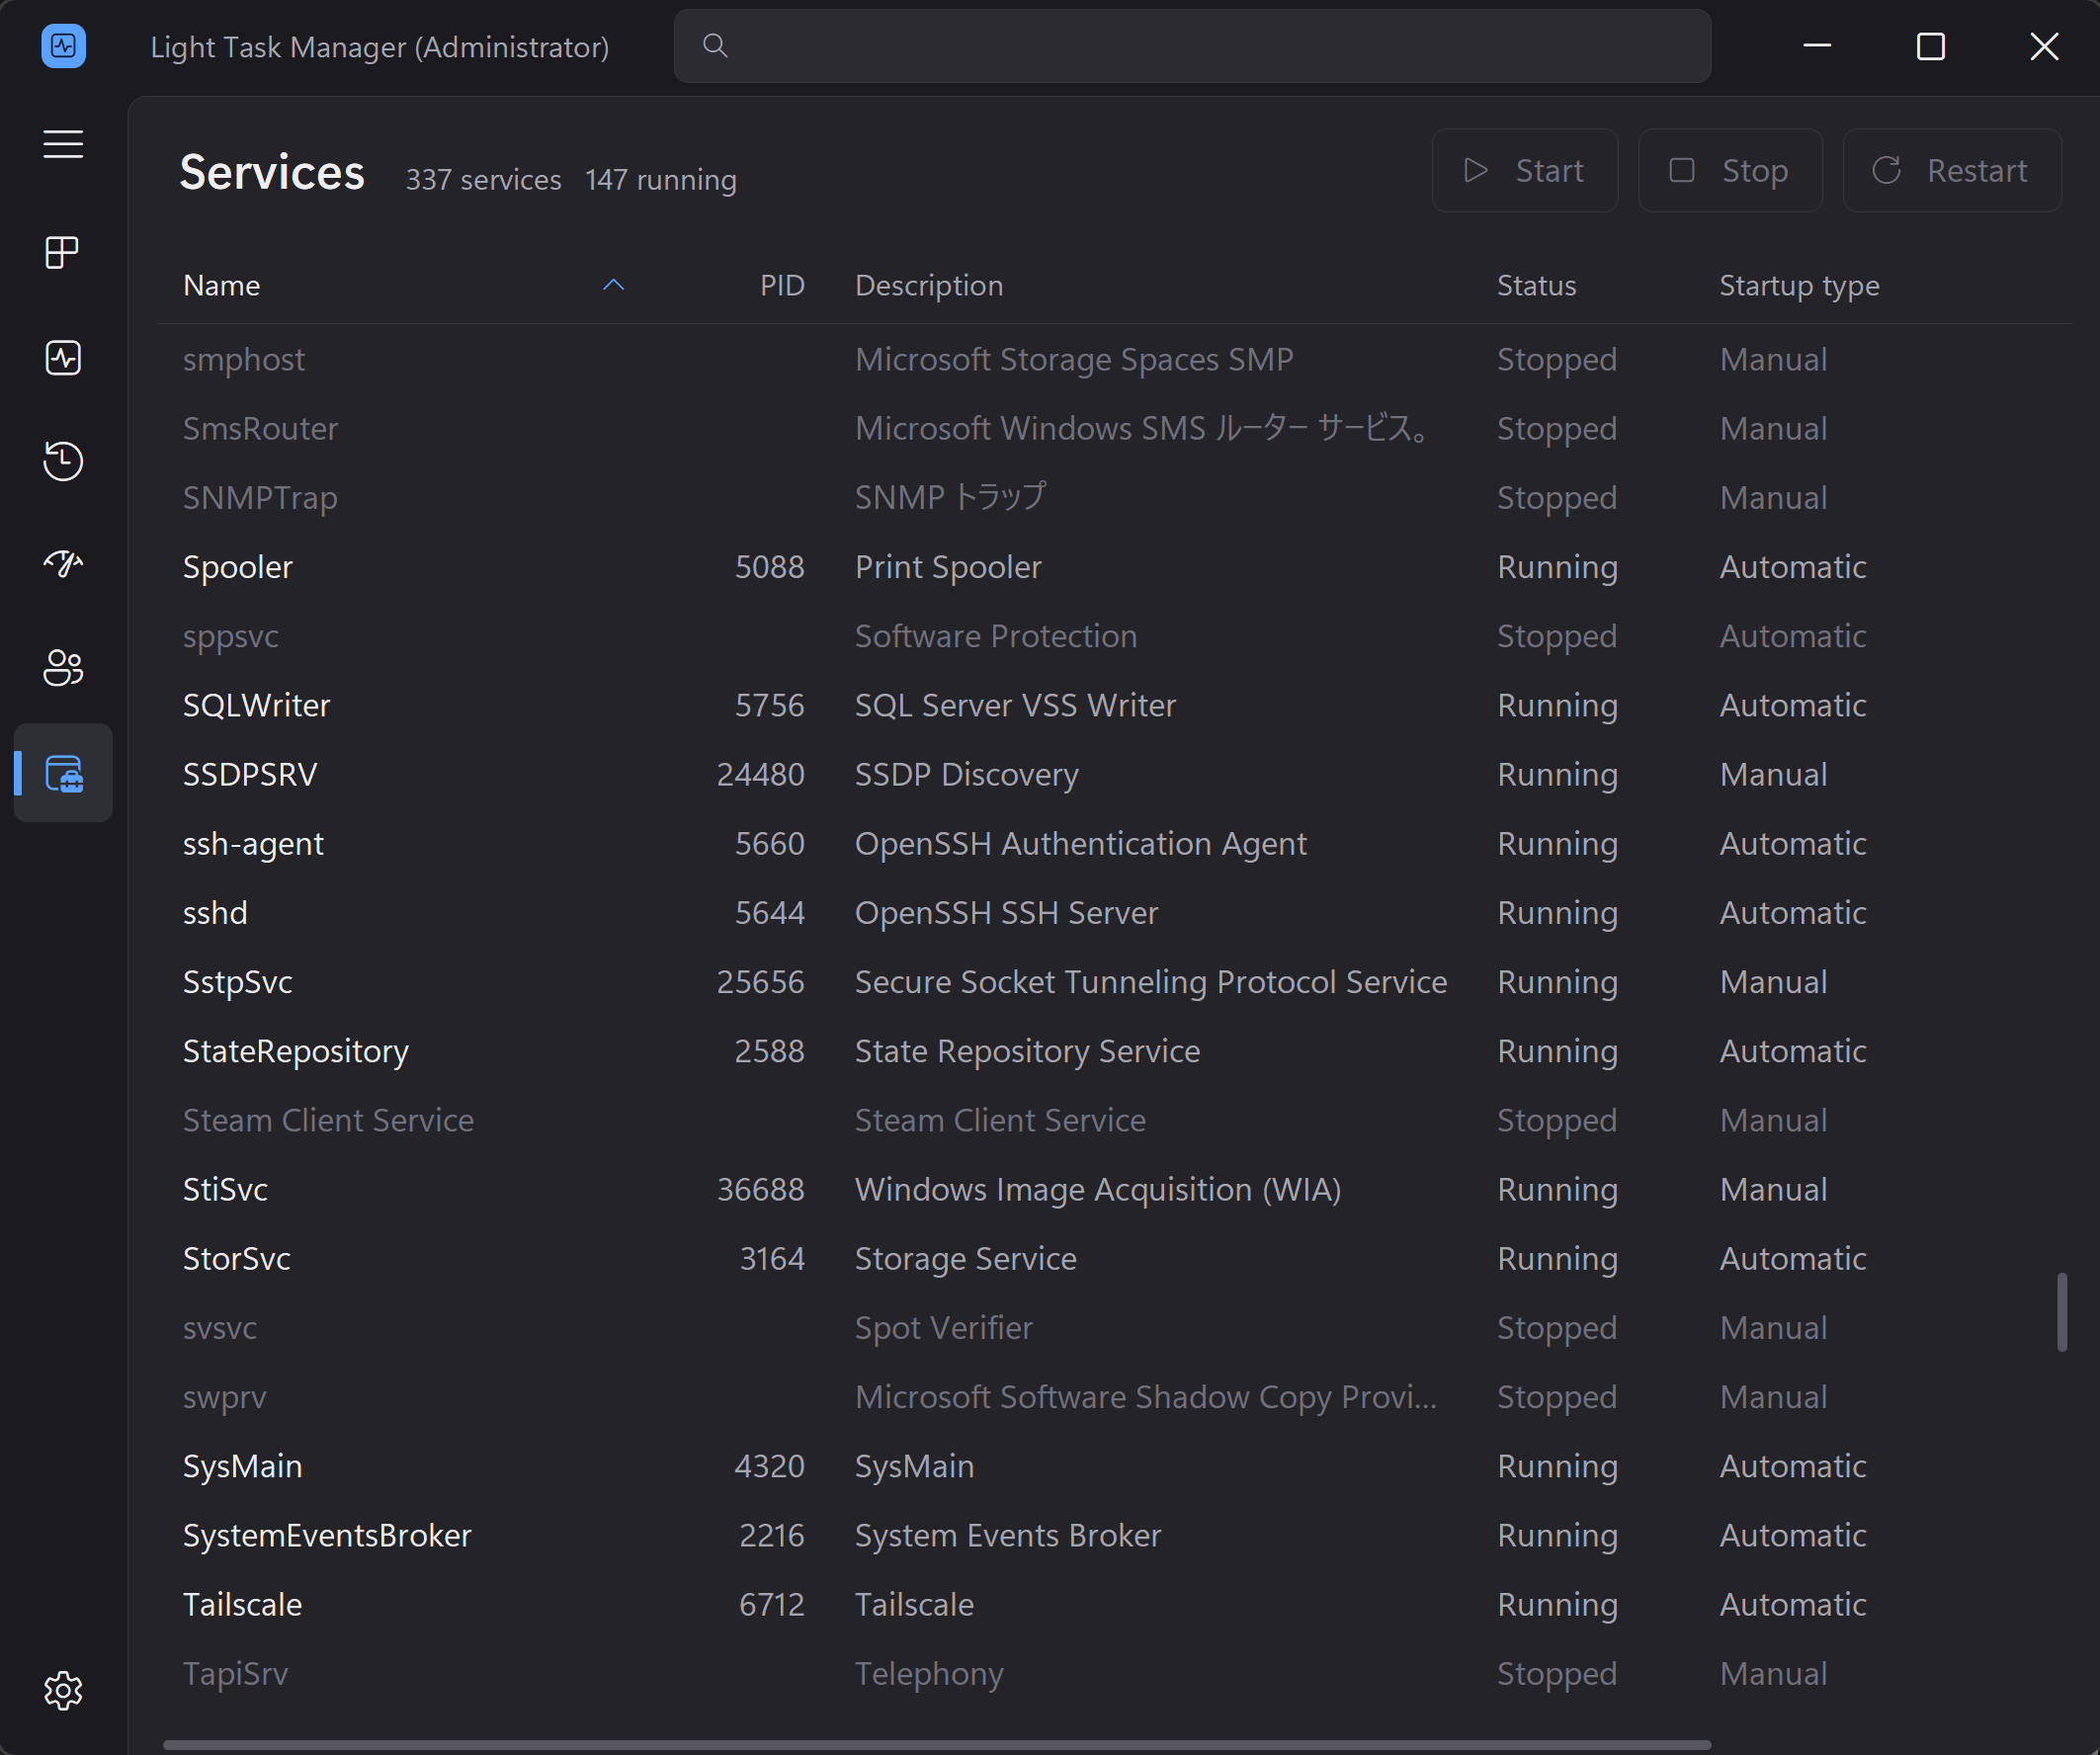 Light Task Manager (Administrator)
Services 337 services 147 running Start Stop Restart
Name PID Description Status Startup type
smphost Microsoft Storage Spaces SMP Stopped Manual
SmsRouter Microsoft Windows SMS ルーター サービス。 Stopped Manual
SNMPTrap SNMP トラップ Stopped Manual
Spooler 5088 Print Spooler Running Automatic
sppsvc Software Protection Stopped Automatic
SQLWriter 5756 SQL Server VSS Writer Running Automatic
SSDPSRV 24480 SSDP Discovery Running Manual
ssh-agent 5660 OpenSSH Authentication Agent Running Automatic
sshd 5644 OpenSSH SSH Server Running Automatic
SstpSvc 25656 Secure Socket Tunneling Protocol Service Running Manual
StateRepository 2588 State Repository Service Running Automatic
Steam Client Service Steam Client Service Stopped Manual
StiSvc 36688 Windows Image Acquisition (WIA) Running Manual
StorSvc 3164 Storage Service Running Automatic
svsvc Spot Verifier Stopped Manual
swprv Microsoft Software Shadow Copy Provi... Stopped Manual
SysMain 4320 SysMain Running Automatic
SystemEventsBroker 2216 System Events Broker Running Automatic
Tailscale 6712 Tailscale Running Automatic
TapiSrv Telephony Stopped Manual